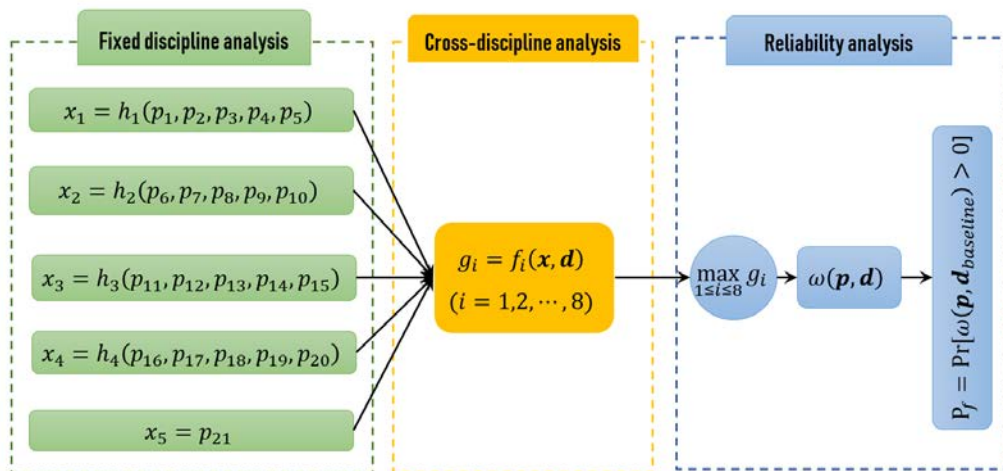 Fixed discipline analysis
x₁ = h₁(p₁, p₂, p₃, p₄, p₅)
x₂ = h₂(p₆, p₇, p₈, p₉, p₁₀)
x₃ = h₃(p₁₁, p₁₂, p₁₃, p₁₄, p₁₅)
x₄ = h₄(p₁₆, p₁₇, p₁₈, p₁₉, p₂₀)
x₅ = p₂₁
Cross-discipline analysis
gᵢ = fᵢ(𝒙, 𝒅)
(i = 1,2, ⋯ , 8)
Reliability analysis
max gᵢ
1≤i≤8
ω(𝒑, 𝒅)
P_f = Pr[ω(𝒑, 𝒅_baseline) > 0]